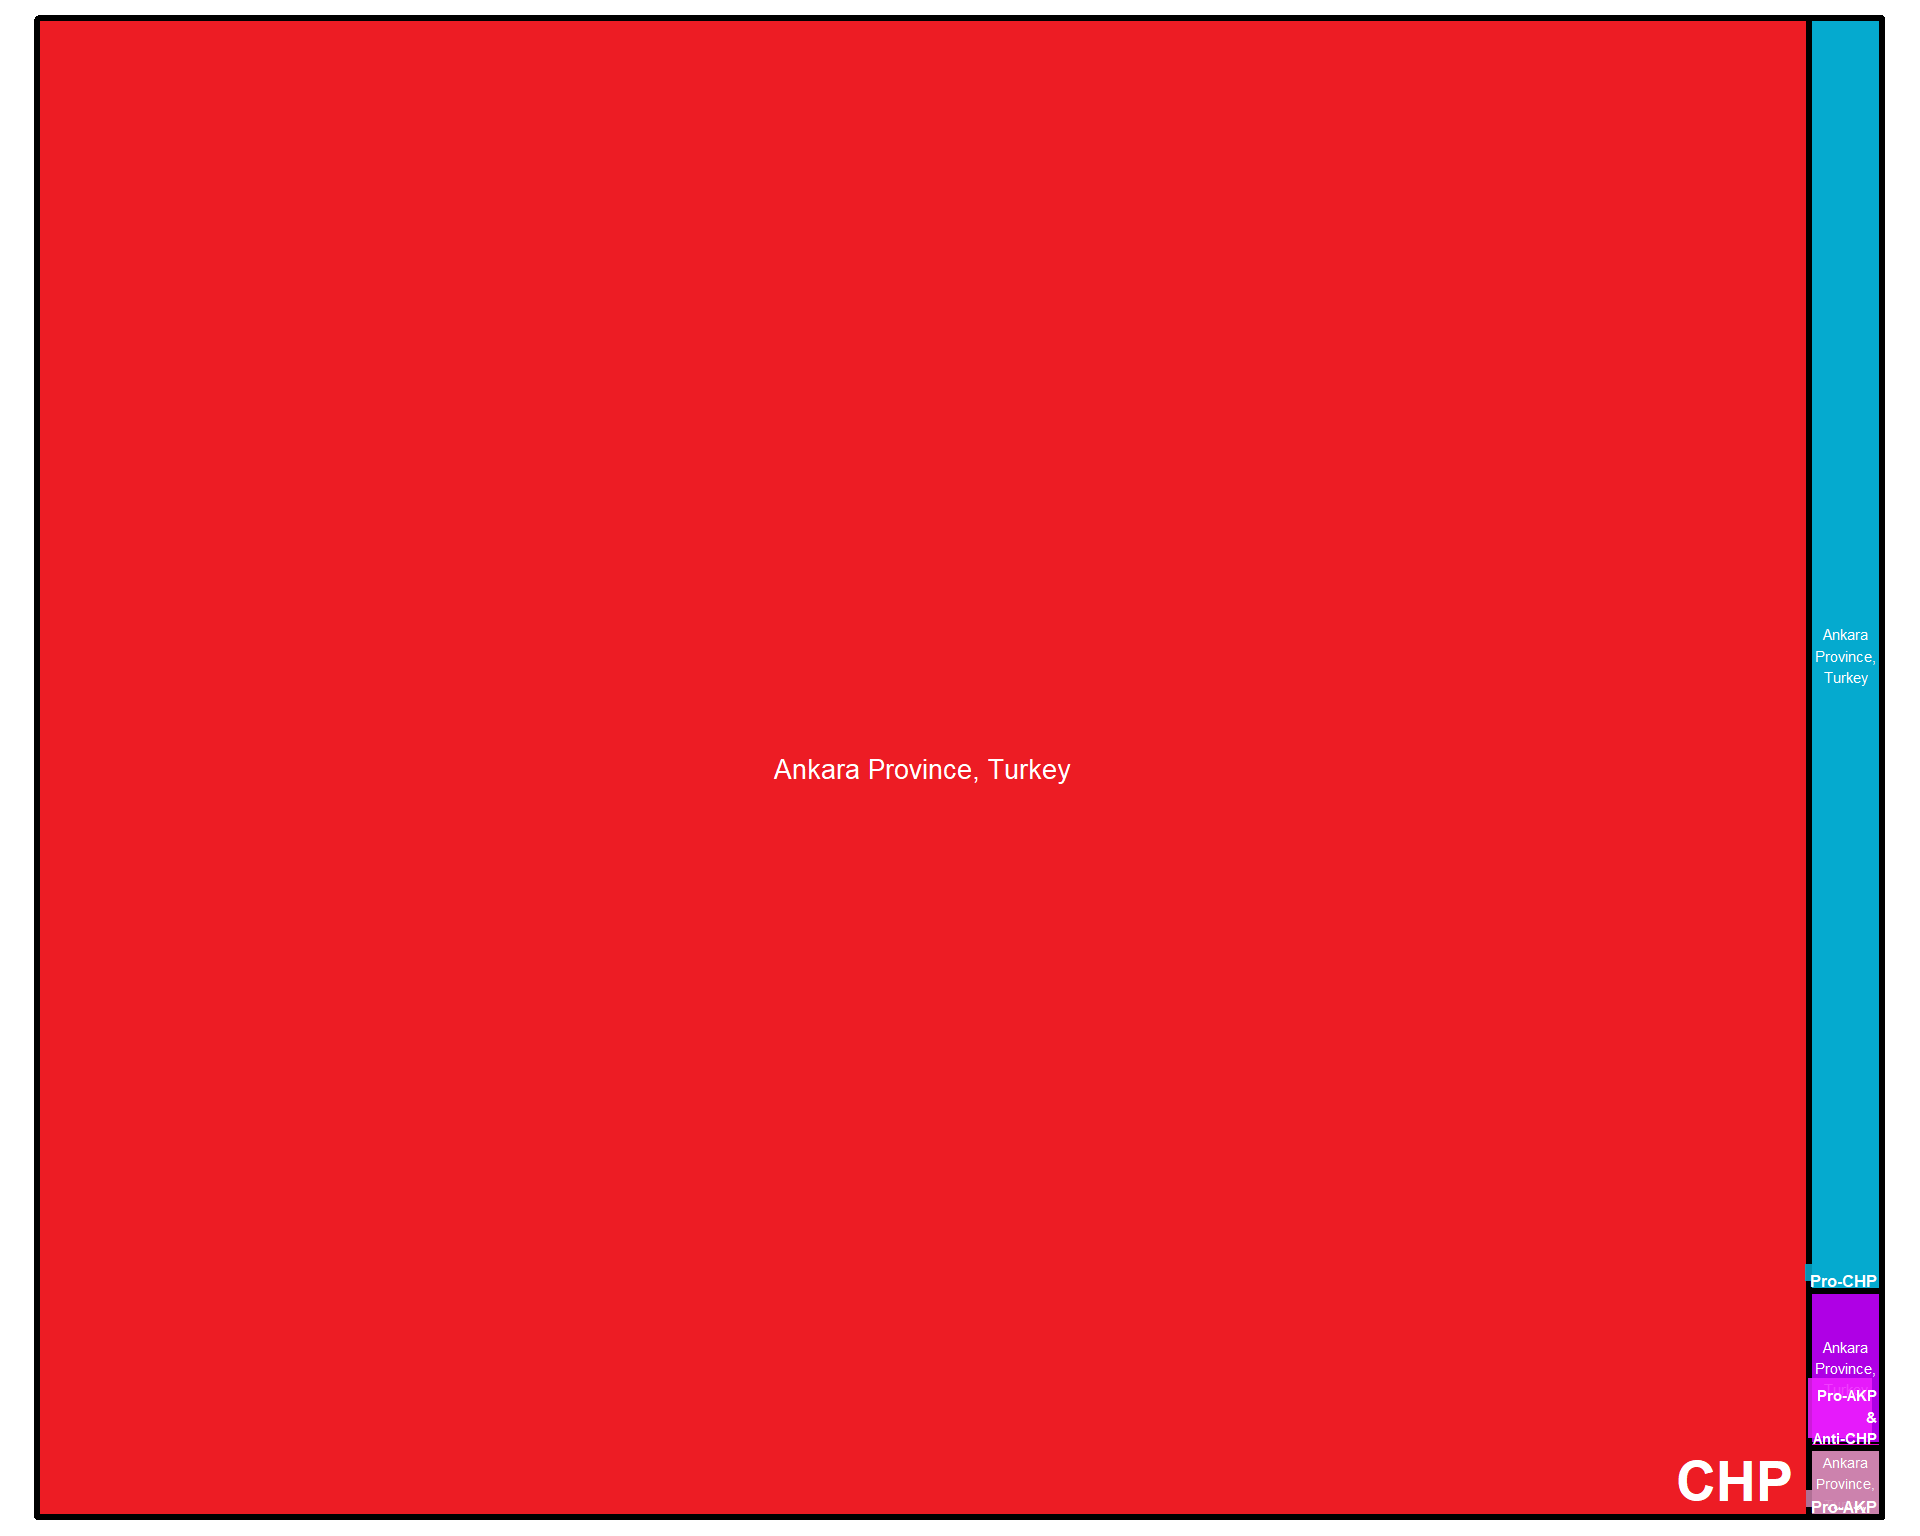 Ankara Province, Turkey
CHP
Ankara
Province,
Turkey
Pro-CHP
Ankara
Province,
Pro-AKP
&
Anti-CHP
Ankara
Province,
Pro-AKP